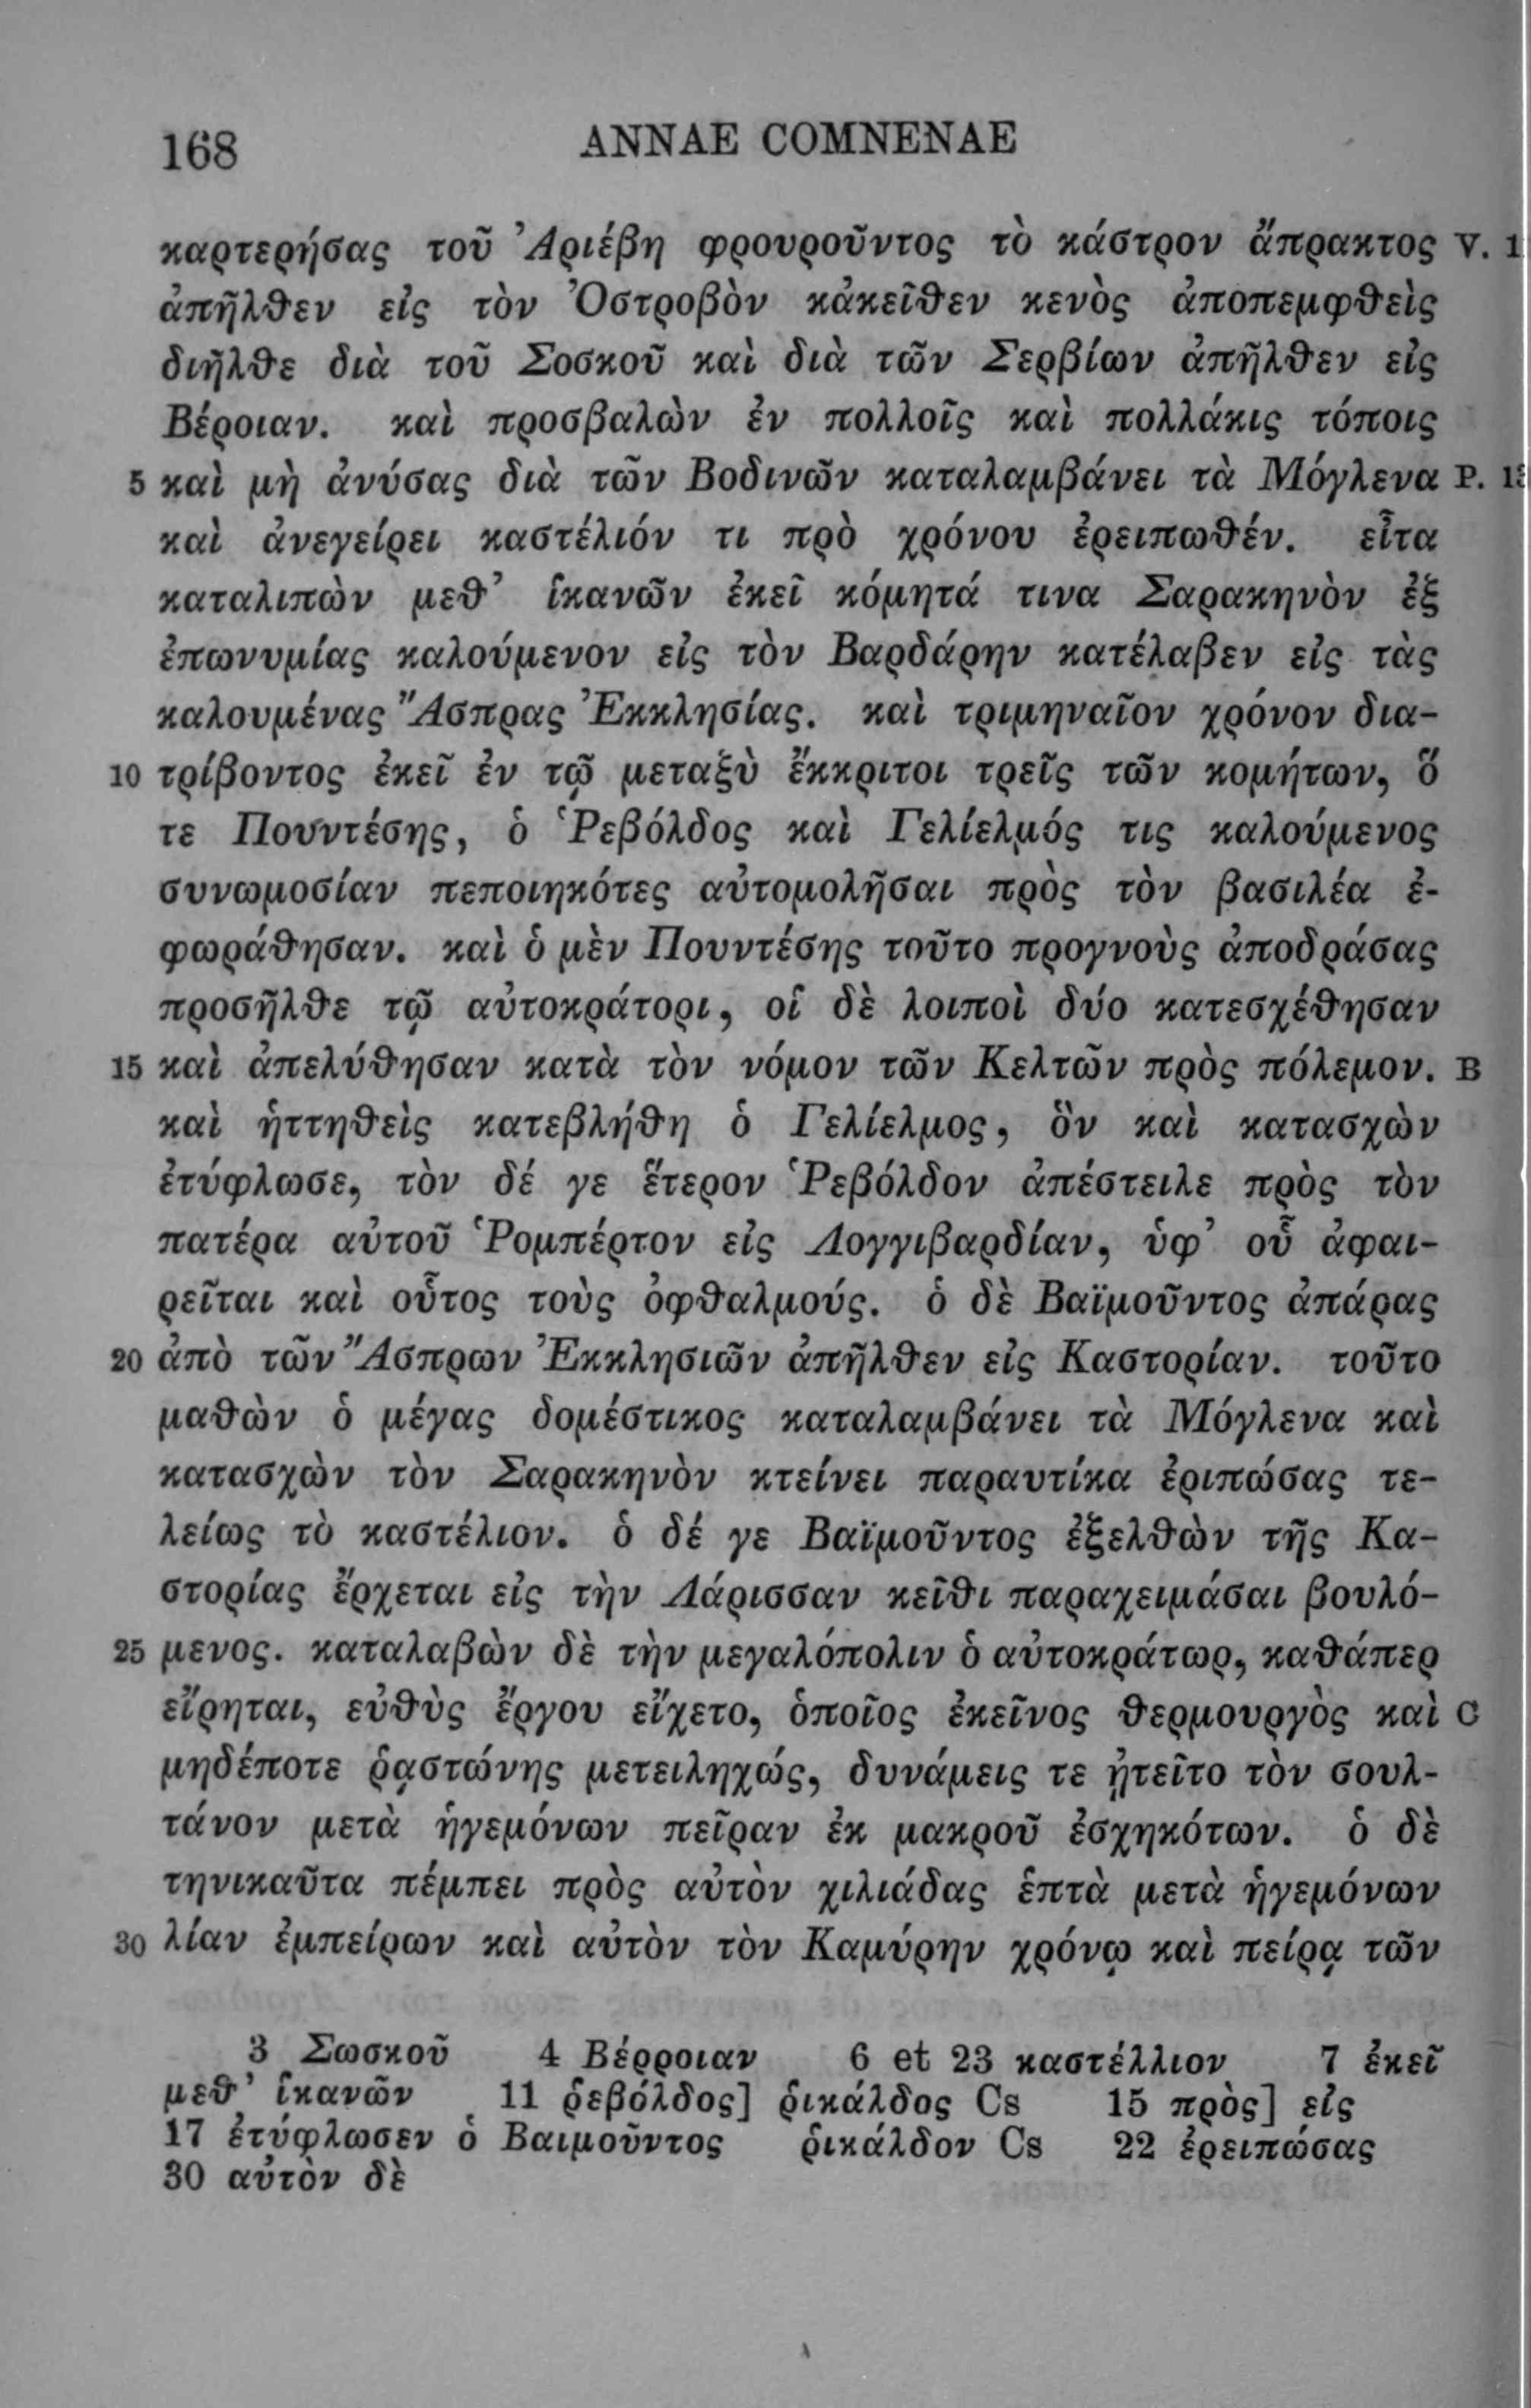 168 ANNAE COMNENAE
καρτερήσας τοῦ Ἀριέβη φρουροῦντος τὸ κάστρον ἄπρακτος V. 1
ἀπῆλθεν εἰς τὸν Ὀστροβὸν κἀκεῖθεν κενὸς ἀποπεμφθεὶς
διῆλθε διὰ τοῦ Σοσκοῦ καὶ διὰ τῶν Σερβίων ἀπῆλθεν εἰς
Βέροιαν. καὶ προσβαλὼν ἐν πολλοῖς καὶ πολλάκις τόποις
5 καὶ μὴ ἀνύσας διὰ τῶν Βοδινῶν καταλαμβάνει τὰ Μόγλενα P. 13
καὶ ἀνεγείρει καστέλιόν τι πρὸ χρόνου ἐρειπωθέν. εἶτα
καταλιπὼν μεθ’ ἱκανῶν ἐκεῖ κόμητά τινα Σαρακηνὸν ἐξ
ἐπωνυμίας καλούμενον εἰς τὸν Βαρδάρην κατέλαβεν εἰς τὰς
καλουμένας Ἄσπρας Ἐκκλησίας. καὶ τριμηναῖον χρόνον δια-
10 τρίβοντος ἐκεῖ ἐν τῷ μεταξὺ ἔκκριτοι τρεῖς τῶν κομήτων, ὅ
τε Πουντέσης, ὁ Ῥεβόλδος καὶ Γελίελμός τις καλούμενος
συνωμοσίαν πεποιηκότες αὐτομολῆσαι πρὸς τὸν βασιλέα ἐ-
φωράθησαν. καὶ ὁ μὲν Πουντέσης τοῦτο προγνοὺς ἀποδράσας
προσῆλθε τῷ αὐτοκράτορι, οἱ δὲ λοιποὶ δύο κατεσχέθησαν
15 καὶ ἀπελύθησαν κατὰ τὸν νόμον τῶν Κελτῶν πρὸς πόλεμον. B
καὶ ἡττηθεὶς κατεβλήθη ὁ Γελίελμος, ὃν καὶ κατασχὼν
ἐτύφλωσε, τὸν δέ γε ἕτερον Ῥεβόλδον ἀπέστειλε πρὸς τὸν
πατέρα αὐτοῦ Ῥομπέρτον εἰς Λογγιβαρδίαν, ὑφ’ οὗ ἀφαι-
ρεῖται καὶ οὗτος τοὺς ὀφθαλμούς. ὁ δὲ Βαϊμοῦντος ἀπάρας
20 ἀπὸ τῶν Ἄσπρων Ἐκκλησιῶν ἀπῆλθεν εἰς Καστορίαν. τοῦτο
μαθὼν ὁ μέγας δομέστικος καταλαμβάνει τὰ Μόγλενα καὶ
κατασχὼν τὸν Σαρακηνὸν κτείνει παραυτίκα ἐριπώσας τε-
λείως τὸ καστέλιον. ὁ δέ γε Βαϊμοῦντος ἐξελθὼν τῆς Κα-
στορίας ἔρχεται εἰς τὴν Λάρισσαν κεῖθι παραχειμάσαι βουλό-
25 μενος. καταλαβὼν δὲ τὴν μεγαλόπολιν ὁ αὐτοκράτωρ, καθάπερ
εἴρηται, εὐθὺς ἔργου εἴχετο, ὁποῖος ἐκεῖνος θερμουργὸς καὶ C
μηδέποτε ῥᾳστώνης μετειληχώς, δυνάμεις τε ᾐτεῖτο τὸν σουλ-
τάνον μετὰ ἡγεμόνων πεῖραν ἐκ μακροῦ ἐσχηκότων. ὁ δὲ
τηνικαῦτα πέμπει πρὸς αὐτὸν χιλιάδας ἑπτὰ μετὰ ἡγεμόνων
30 λίαν ἐμπείρων καὶ αὐτὸν τὸν Καμύρην χρόνῳ καὶ πείρᾳ τῶν
3 Σωσκοῦ 4 Βέρροιαν 6 et 23 καστέλλιον 7 ἐκεῖ
μεθ’ ἱκανῶν 11 ῥεβόλδος] ῥικάλδος Cs 15 πρὸς] εἰς
17 ἐτύφλωσεν ὁ Βαιμοῦντος ῥικάλδον Cs 22 ἐρειπώσας
30 αὐτὸν δὲ